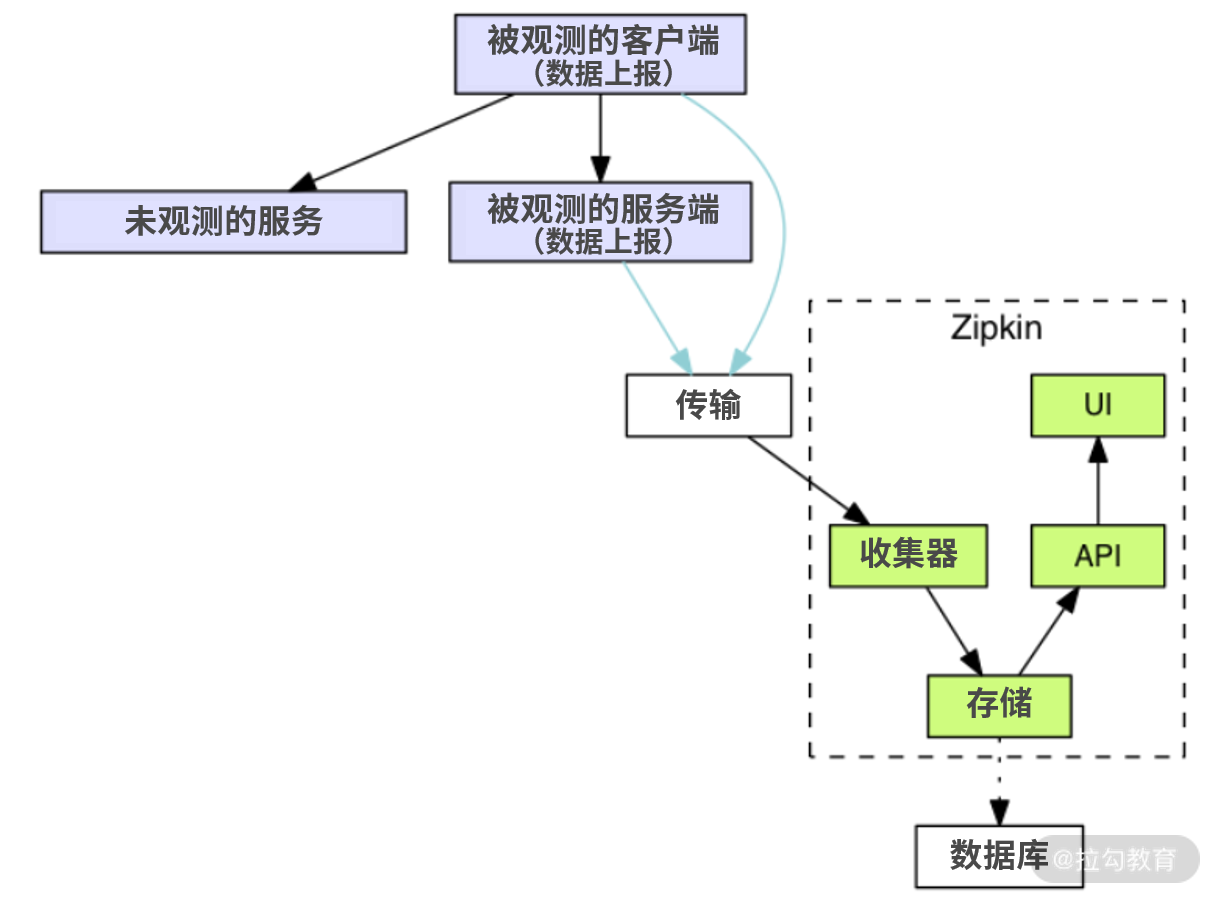 被观测的客户端
（数据上报）
未观测的服务
被观测的服务端
（数据上报）
传输
Zipkin
UI
收集器
API
存储
数据库
@拉勾教育